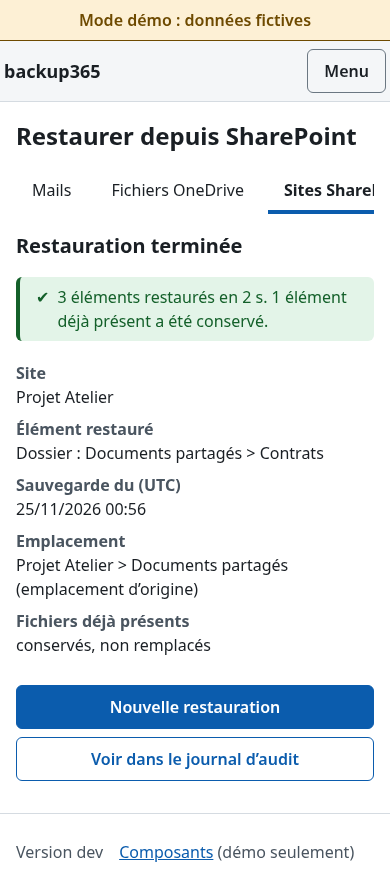 Mode démo : données fictives
backup365
Menu
Restaurer depuis SharePoint
Mails
Fichiers OneDrive
Sites Share
Restauration terminée
✔ 3 éléments restaurés en 2 s. 1 élément
déjà présent a été conservé.
Site
Projet Atelier
Élément restauré
Dossier : Documents partagés > Contrats
Sauvegarde du (UTC)
25/11/2026 00:56
Emplacement
Projet Atelier > Documents partagés
(emplacement d’origine)
Fichiers déjà présents
conservés, non remplacés
Nouvelle restauration
Voir dans le journal d’audit
Version dev Composants (démo seulement)